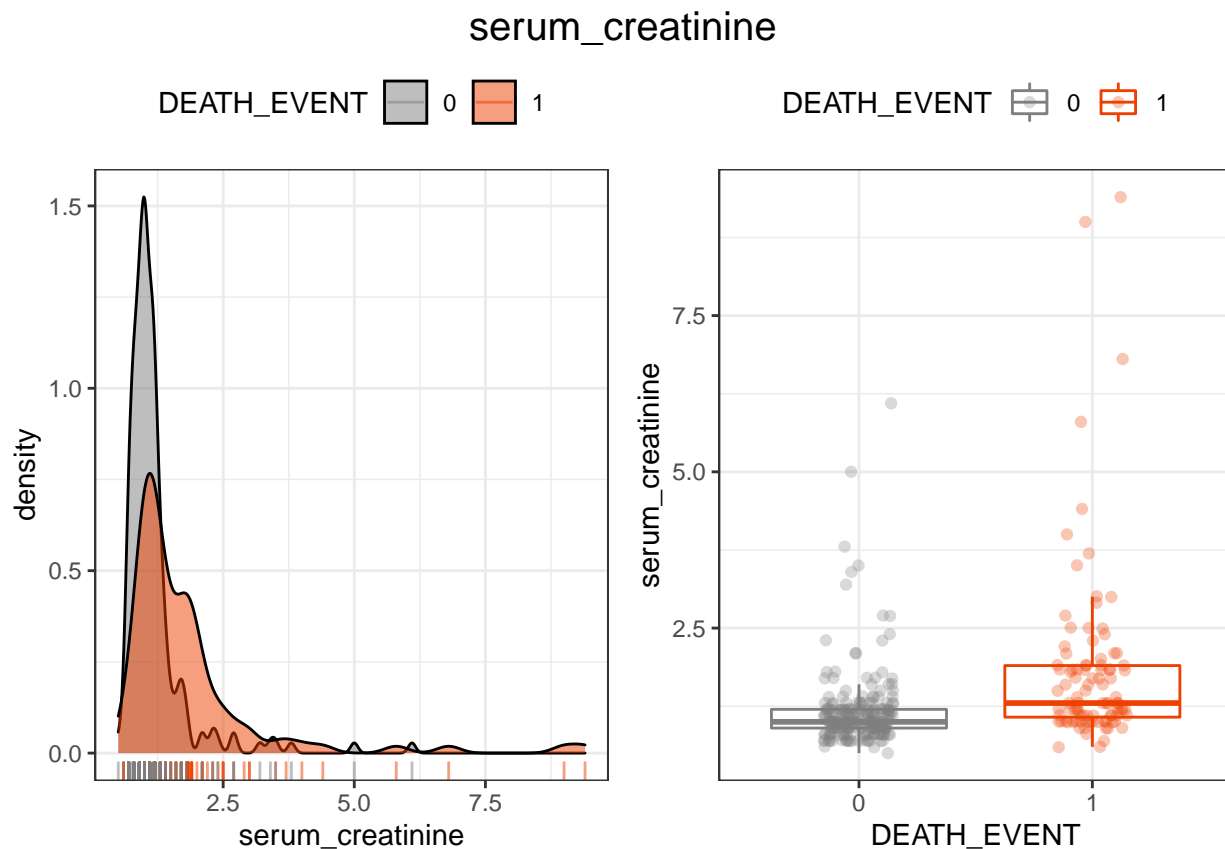 serum_creatinine
DEATH_EVENT 0 1
DEATH_EVENT 0 1
1.5
1.0
0.5
0.0
density
2.5 5.0 7.5
serum_creatinine
7.5
5.0
2.5
serum_creatinine
0 1
DEATH_EVENT